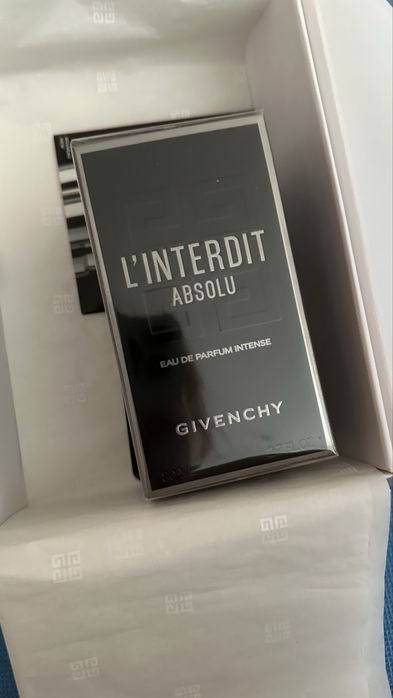 L'INTERDIT
ABSOLU
EAU DE PARFUM INTENSE
GIVENCHY